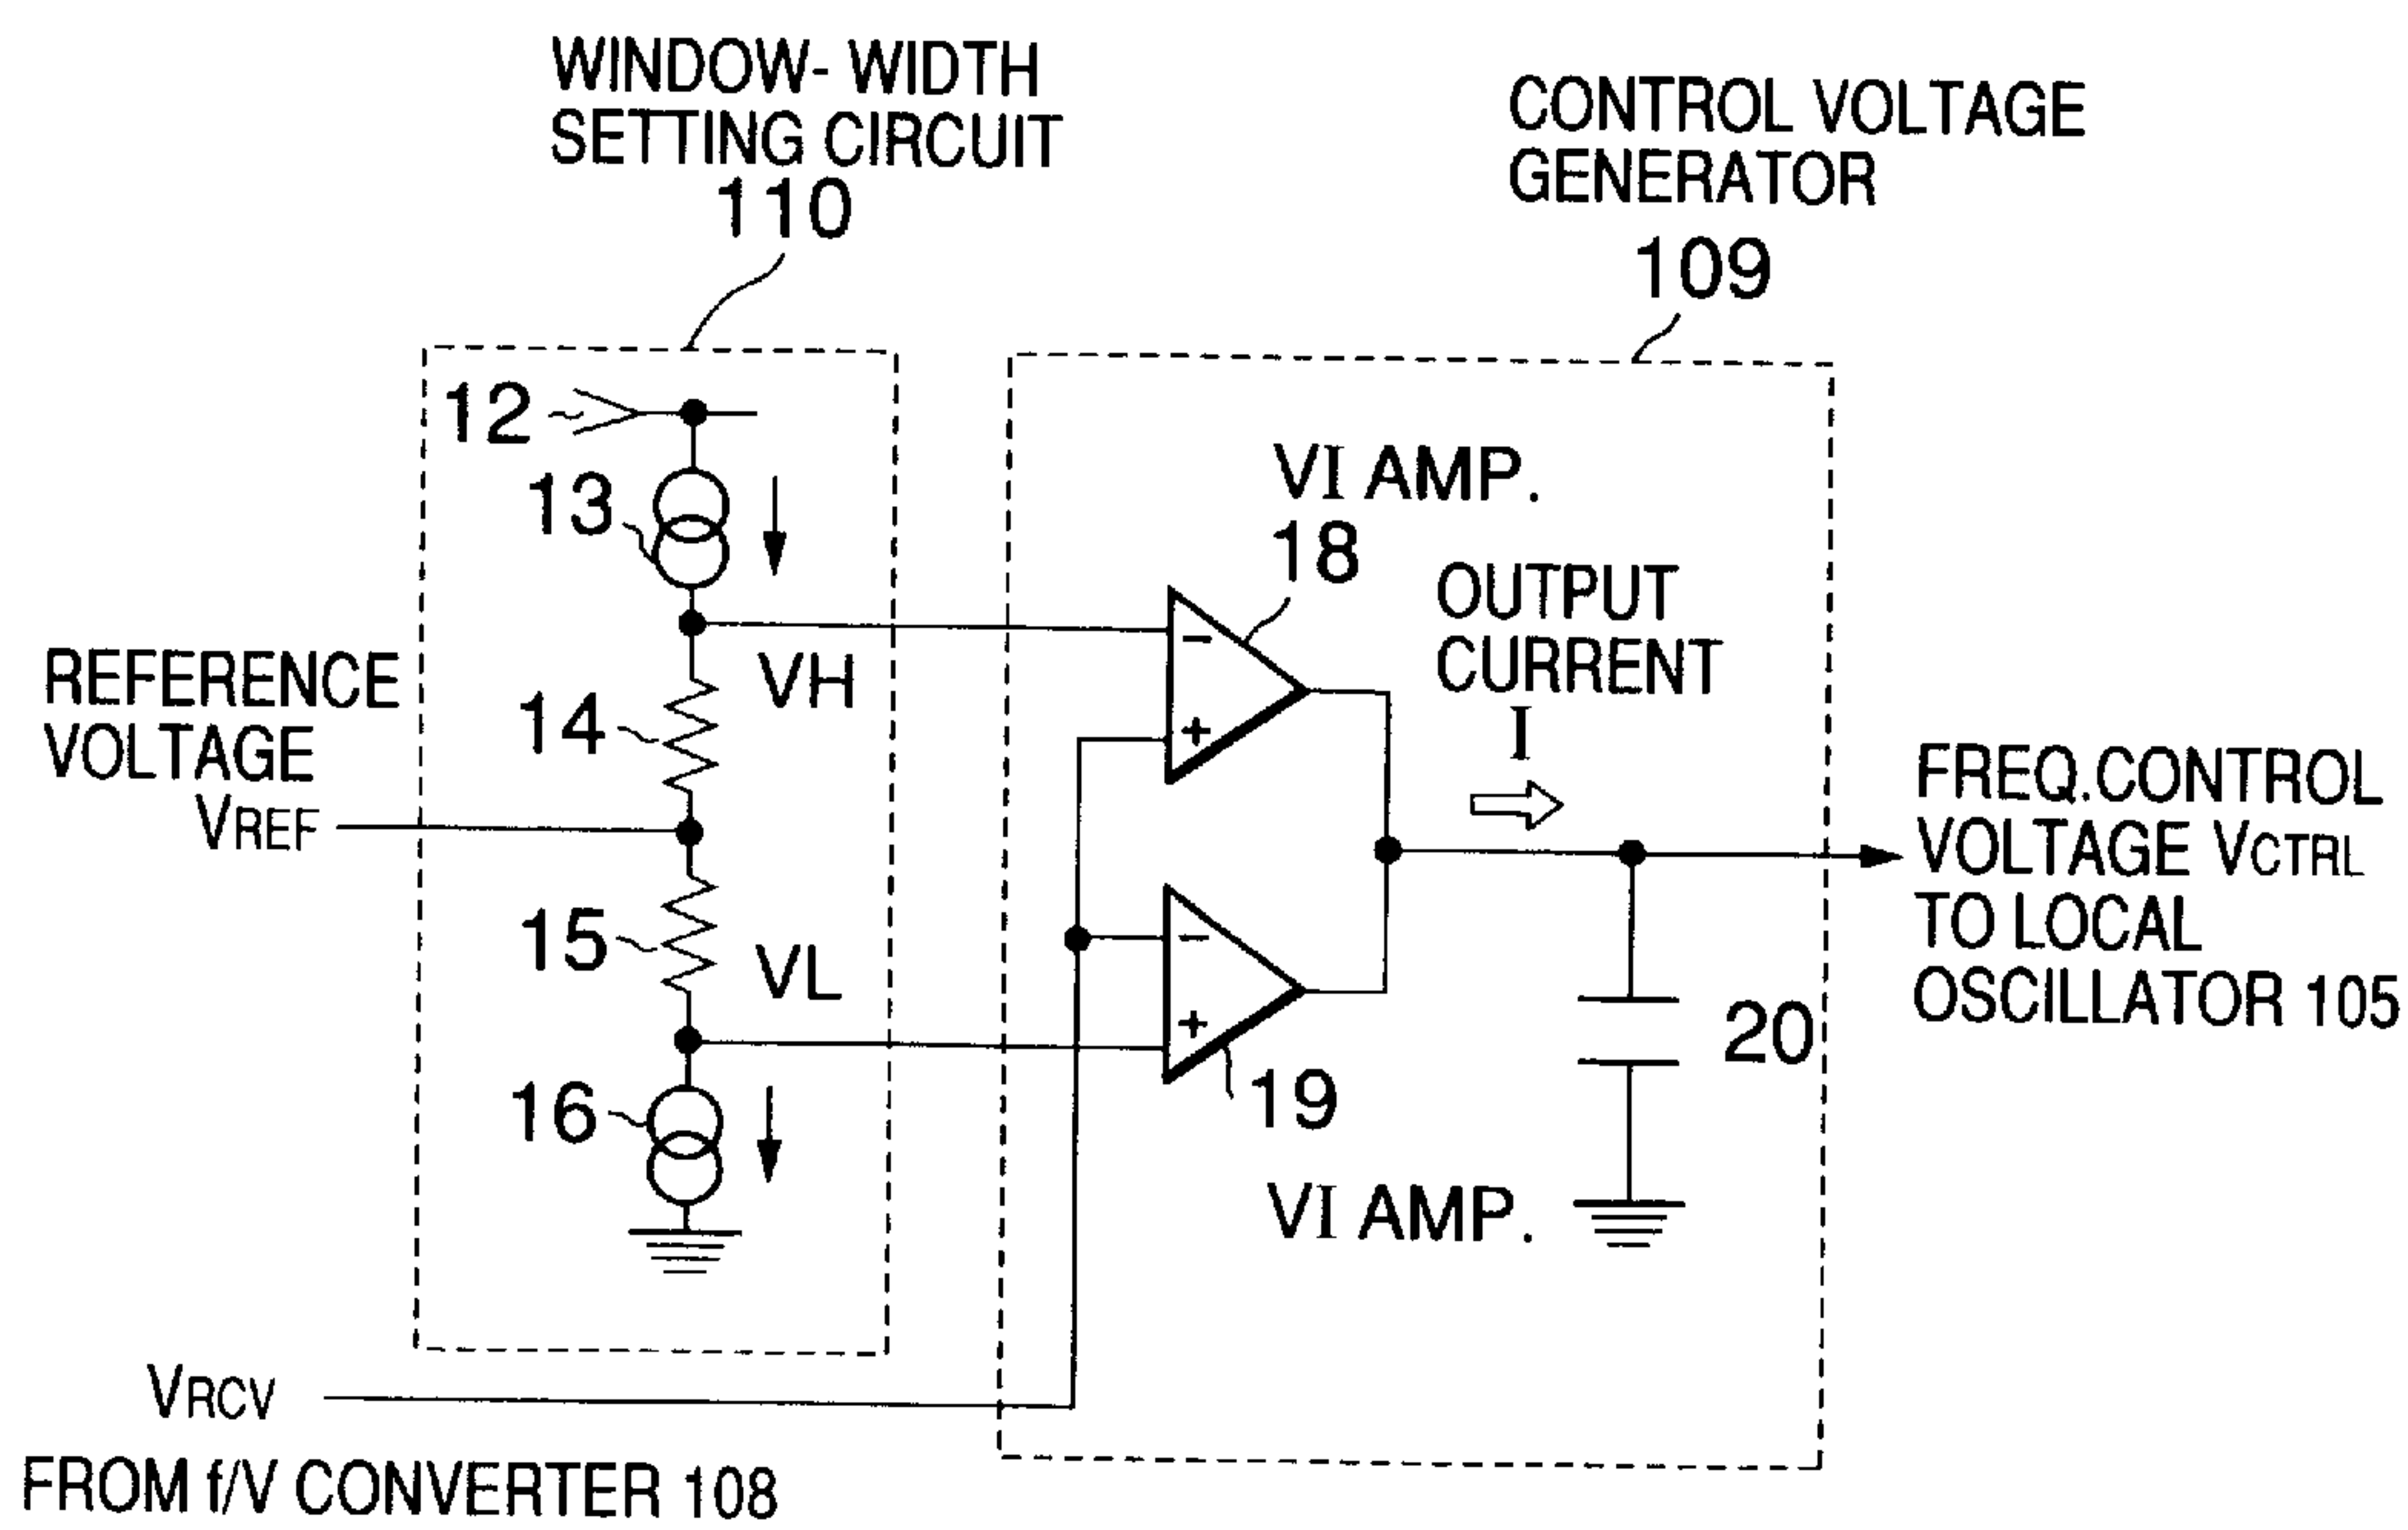 WINDOW- WIDTH
SETTING CIRCUIT
110
CONTROL VOLTAGE
GENERATOR
109
12
13
VI AMP.
18
OUTPUT
CURRENT
I
REFERENCE
VOLTAGE
VREF
VH
14
−
+
FREQ.CONTROL
VOLTAGE VCTRL
TO LOCAL
OSCILLATOR 105
15
VL
−
+
20
16
19
VI AMP.
VRCV
FROM f/V CONVERTER 108